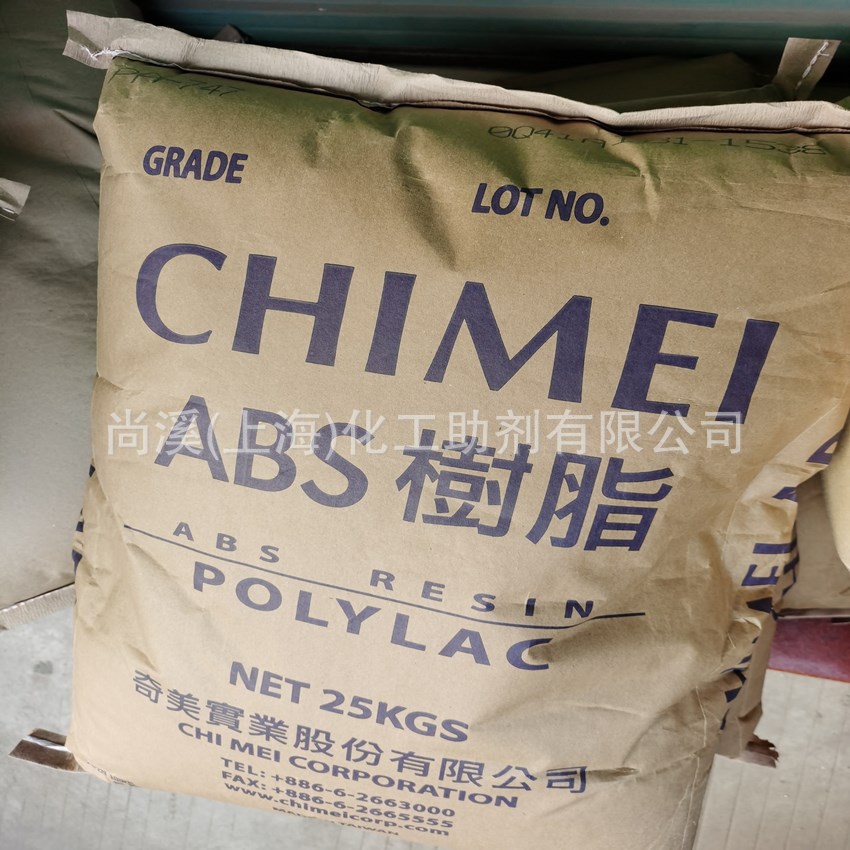 GRADE
LOT NO.
CHIMEI
尚溪(上海)化工助剂有限公司
ABS 樹脂
ABS RESIN
POLYLAC
NET 25KGS
奇美實業股份有限公司
CHI MEI CORPORATION
TEL: +886-6-2663000
FAX: +886-6-2665555
www.chimeicorp.com